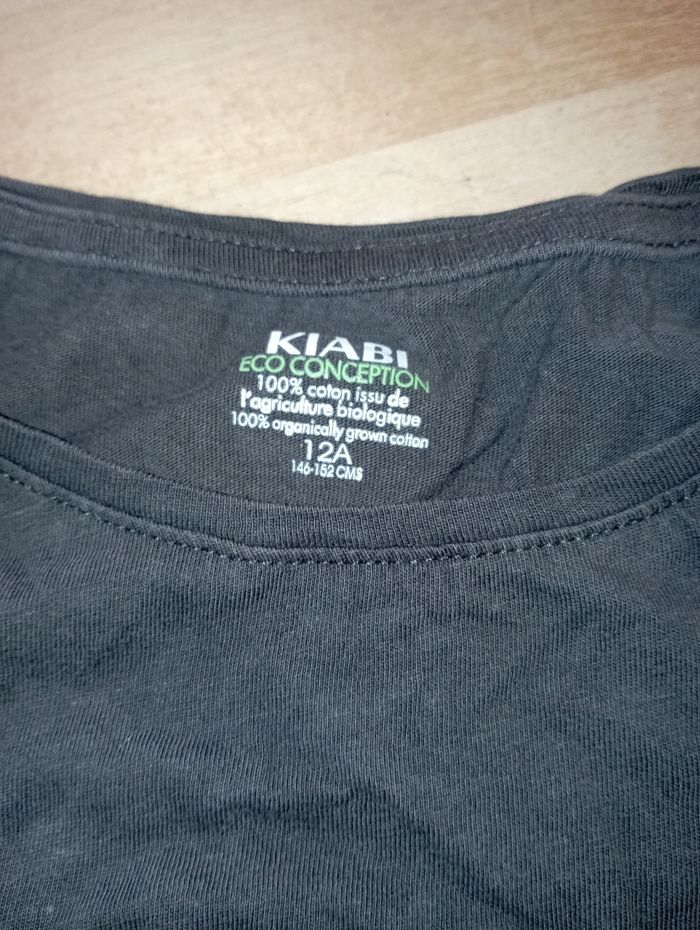 KIABI
ECO CONCEPTION
100% coton issu de
l'agriculture biologique
100% organically grown cotton
12A
146-152 CMS